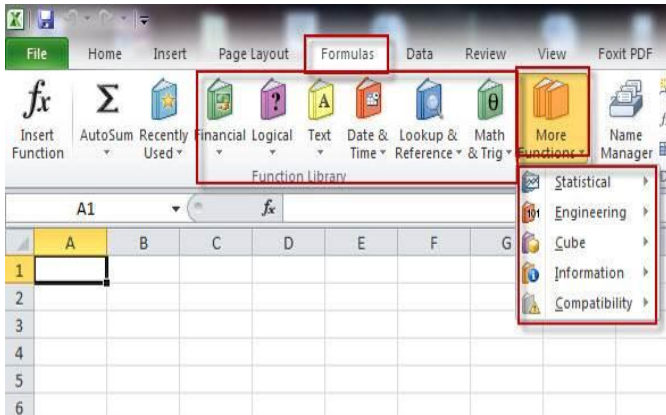 File Home Insert Page Layout Formulas Data Review View Foxit PDF
fx Σ ? A θ
Insert Function
AutoSum
Recently Used
Financial
Logical
Text
Date & Time
Lookup & Reference
Math & Trig
More Functions
Name Manager
Function Library
A1 fx
Statistical
Engineering
Cube
Information
Compatibility
A B C D E F G
1
2
3
4
5
6